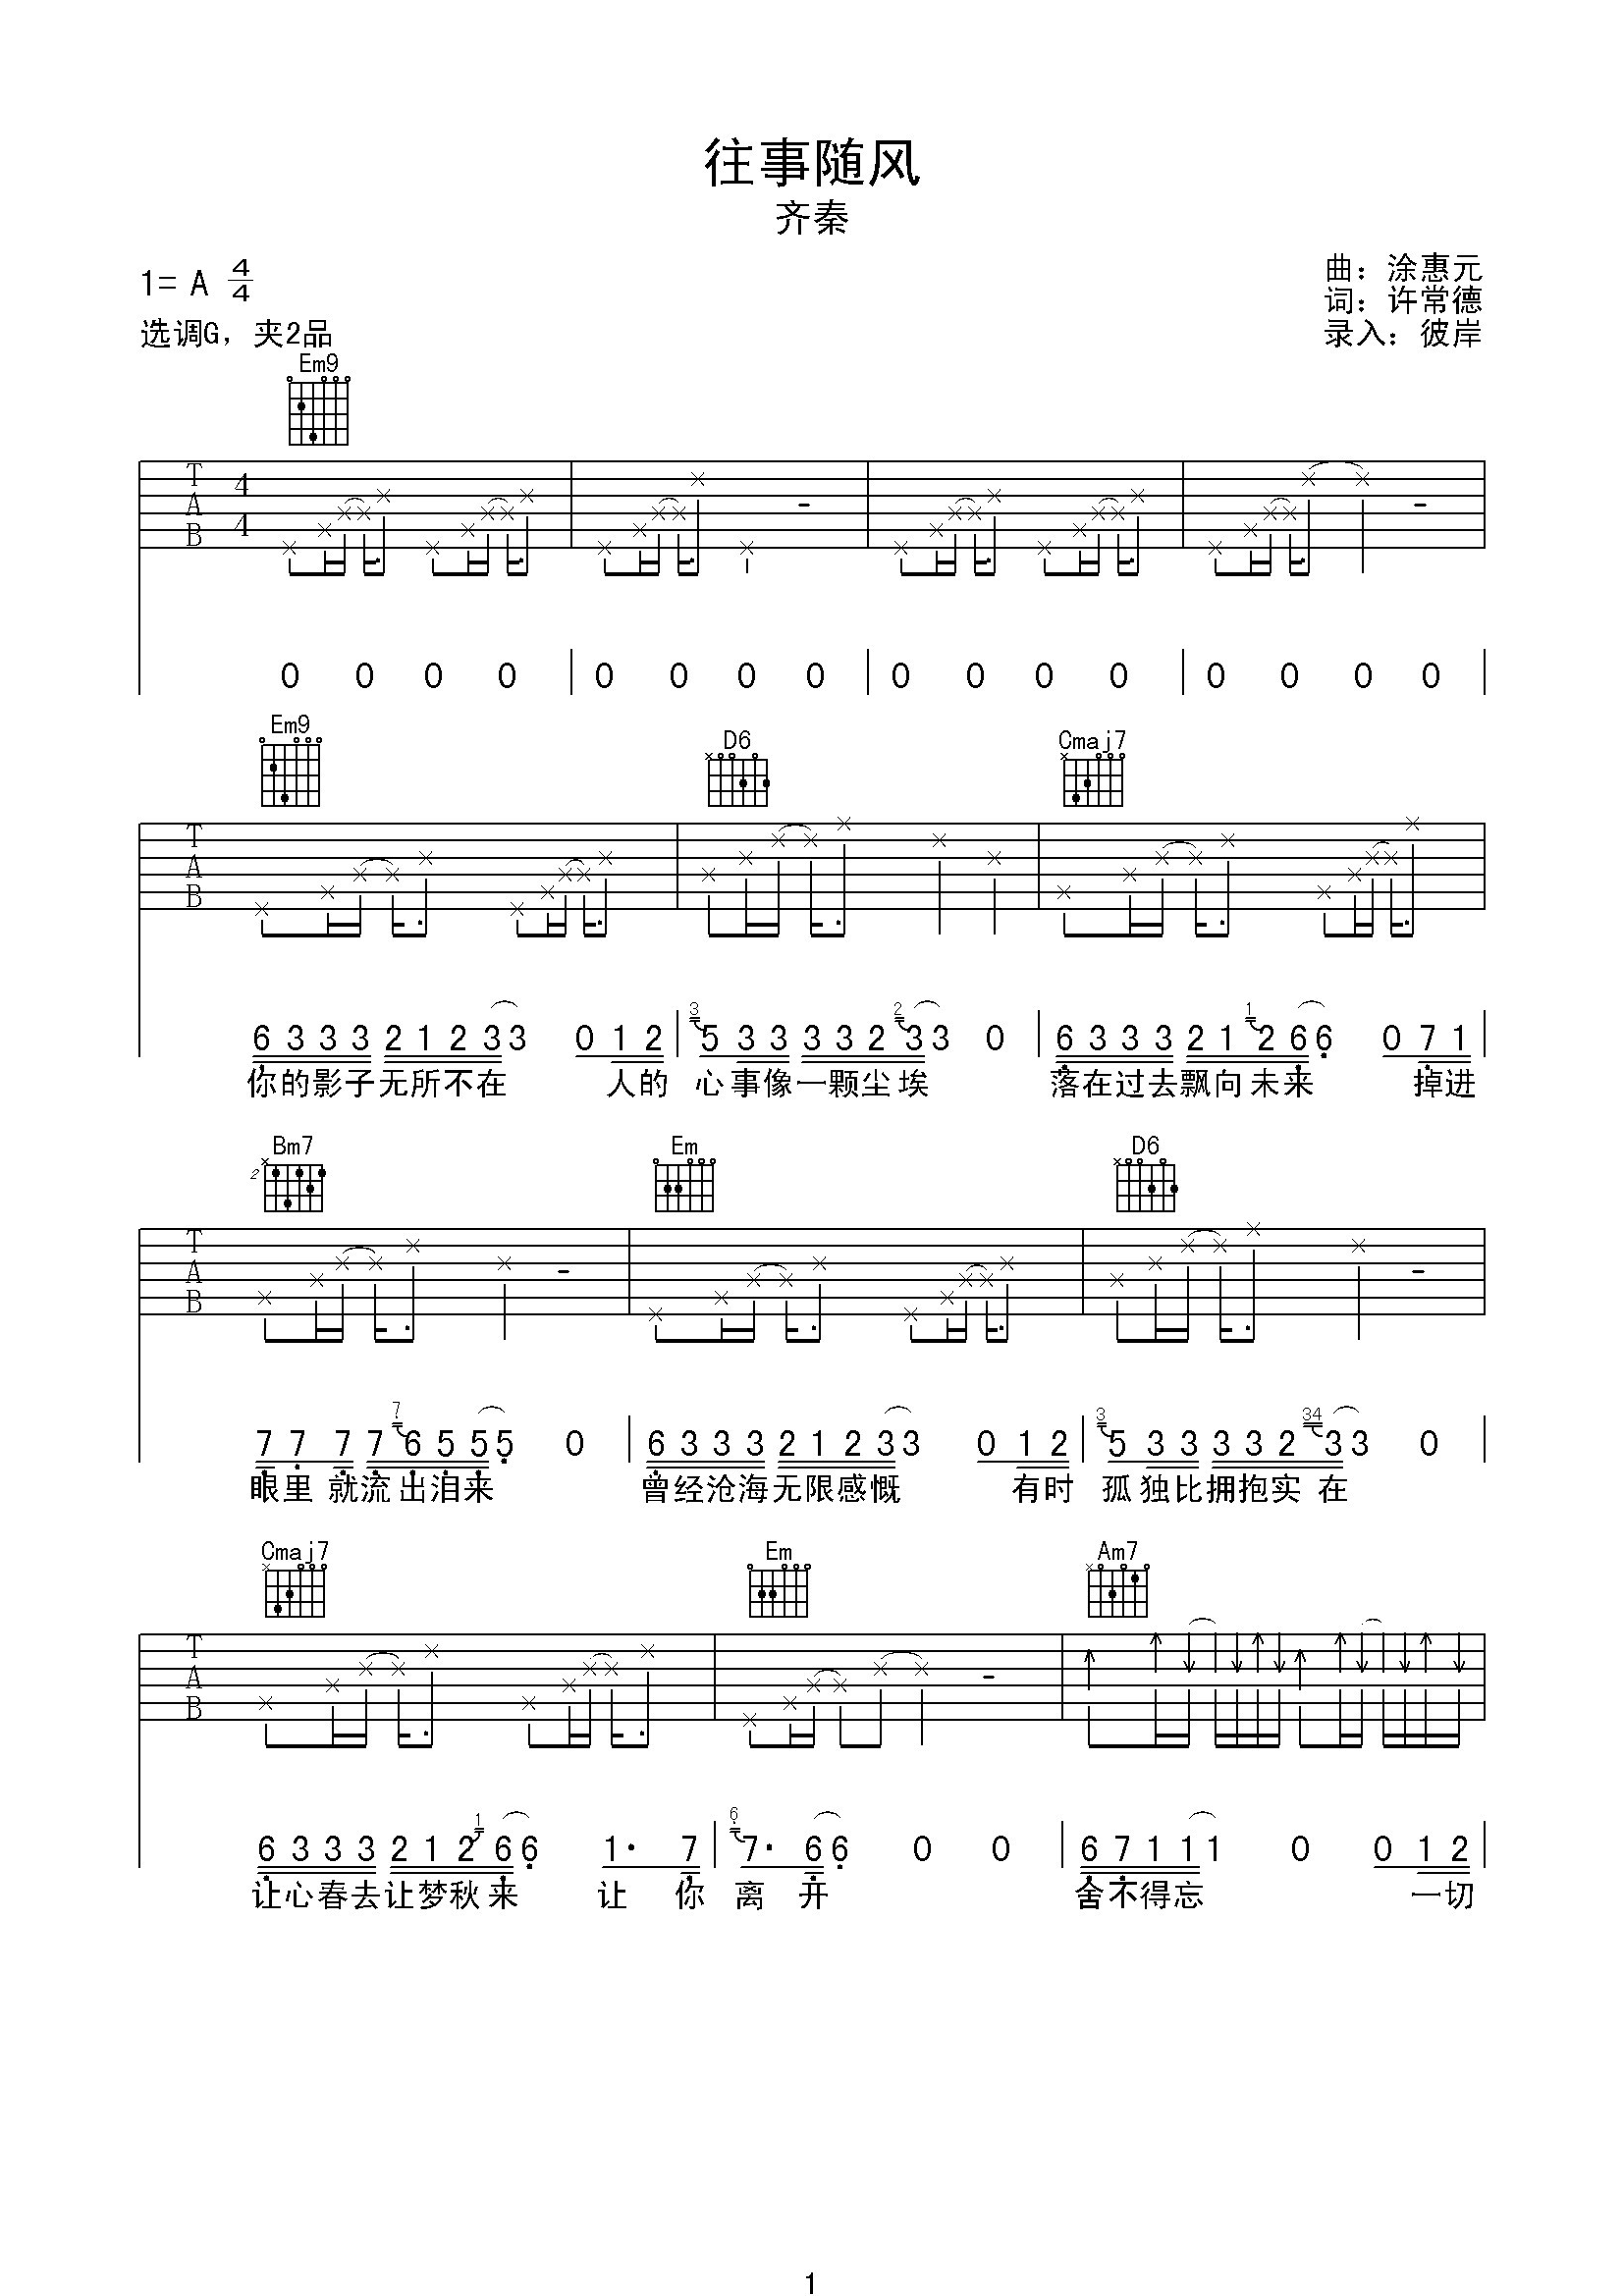 往事随风
齐秦
1= A 4/4
曲：涂惠元
词：许常德
选调G，夹2品
录入：彼岸
Em9
T A B 4 4
0 0 0 0 0 0 0 0 0 0 0 0 0 0 0 0
Em9 D6 Cmaj7
T A B
3 2 1
6 3 3 3 2 1 2 3 3 0 1 2 5 3 3 3 3 2 3 3 0 6 3 3 3 2 1 2 6 6 0 7 1
你的影子无所不在 人的 心事像一颗尘埃 落在过去飘向未来 掉进
Bm7 Em D6
2
T A B
7 3 34
7 7 7 7 6 5 5 5 0 6 3 3 3 2 1 2 3 3 0 1 2 5 3 3 3 3 2 3 3 0
眼里 就流出泪来 曾经沧海无限感慨 有时 孤独比拥抱实在
Cmaj7 Em Am7
T A B
1 6
6 3 3 3 2 1 2 6 6 1· 7 7· 6 6 0 0 6 7 1 1 1 0 0 1 2
让心春去让梦秋来 让 你 离 开 舍不得忘 一切
1